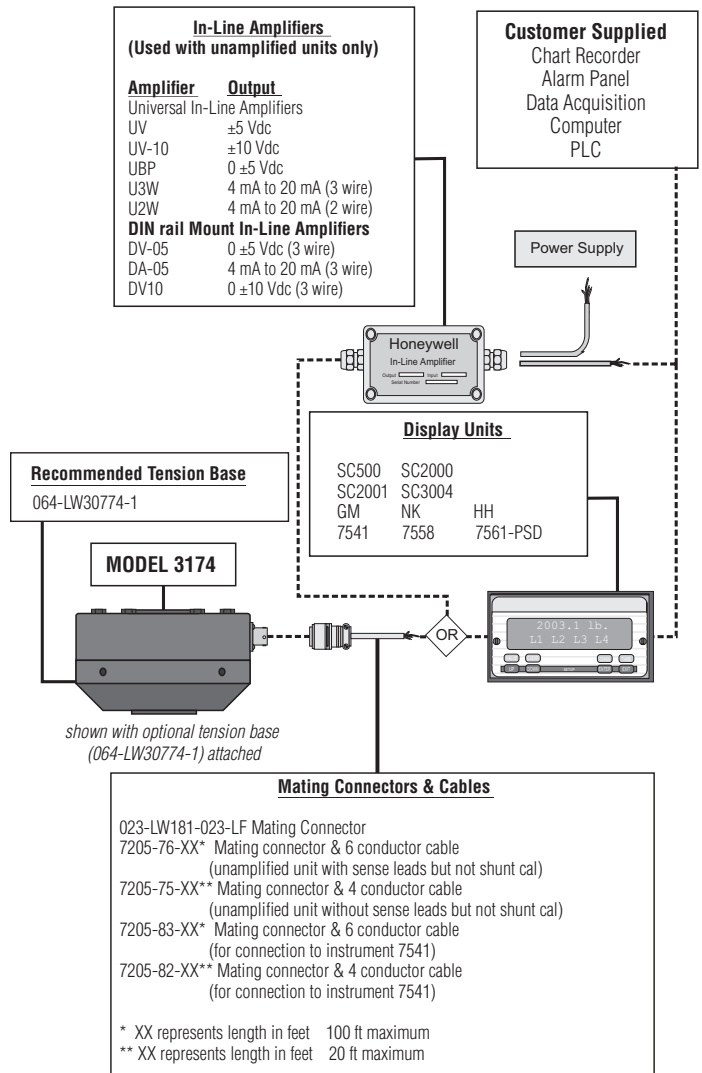 In-Line Amplifiers
(Used with unamplified units only)
Amplifier Output
Universal In-Line Amplifiers
UV ±5 Vdc
UV-10 ±10 Vdc
UBP 0 ±5 Vdc
U3W 4 mA to 20 mA (3 wire)
U2W 4 mA to 20 mA (2 wire)
DIN rail Mount In-Line Amplifiers
DV-05 0 ±5 Vdc (3 wire)
DA-05 4 mA to 20 mA (3 wire)
DV10 0 ±10 Vdc (3 wire)
Customer Supplied
Chart Recorder
Alarm Panel
Data Acquisition
Computer
PLC
Power Supply
Honeywell
In-Line Amplifier
Output Input
Serial Number
Display Units
SC500 SC2000
SC2001 SC3004
GM NK HH
7541 7558 7561-PSD
Recommended Tension Base
064-LW30774-1
MODEL 3174
OR
2003.1 lb.
L1 L2 L3 L4
UP DOWN SETUP ENTER EXIT
shown with optional tension base
(064-LW30774-1) attached
Mating Connectors & Cables
023-LW181-023-LF Mating Connector
7205-76-XX* Mating connector & 6 conductor cable
(unamplified unit with sense leads but not shunt cal)
7205-75-XX** Mating connector & 4 conductor cable
(unamplified unit without sense leads but not shunt cal)
7205-83-XX* Mating connector & 6 conductor cable
(for connection to instrument 7541)
7205-82-XX** Mating connector & 4 conductor cable
(for connection to instrument 7541)
* XX represents length in feet 100 ft maximum
** XX represents length in feet 20 ft maximum